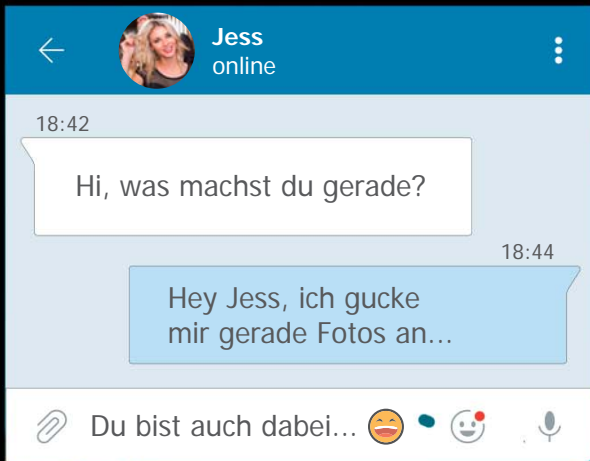 Jess
online
18:42
Hi, was machst du gerade?
18:44
Hey Jess, ich gucke
mir gerade Fotos an...
Du bist auch dabei... 😄